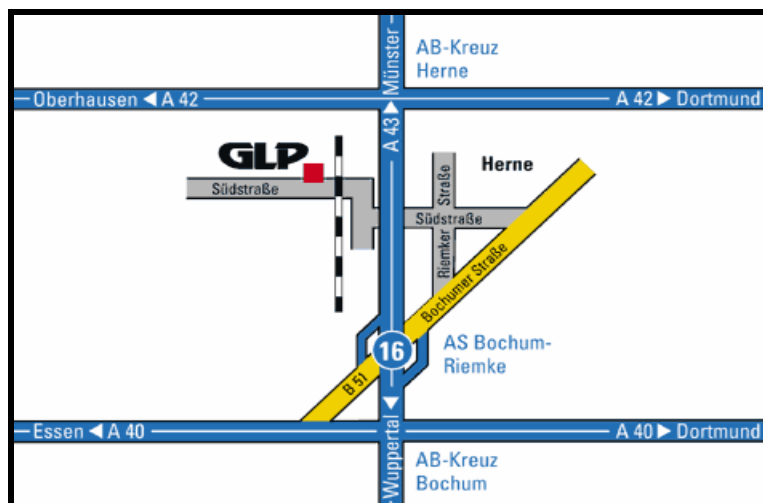 Münster
AB-Kreuz
Herne
Oberhausen
A 42
A 42
Dortmund
A 43
GLP
Herne
Südstraße
Riemker Straße
Südstraße
Bochumer Straße
16
AS Bochum-
Riemke
B 51
Essen
A 40
A 40
Dortmund
Wuppertal
AB-Kreuz
Bochum